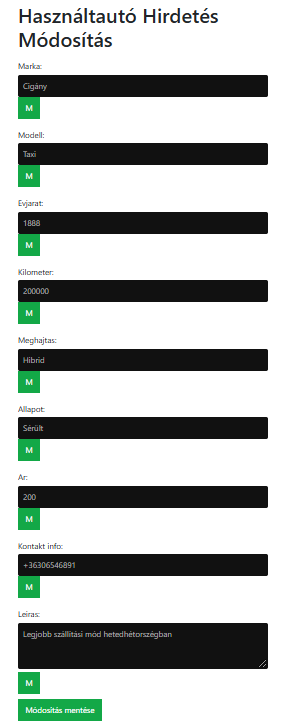 Használtautó Hirdetés
Módosítás
Marka:
Cigány
M
Modell:
Taxi
M
Evjarat:
1888
M
Kilometer:
200000
M
Meghajtas:
Hibrid
M
Allapot:
Sérült
M
Ar:
200
M
Kontakt info:
+36306546891
M
Leiras:
Legjobb szállítási mód hetedhétországban
M
Módosítás mentése